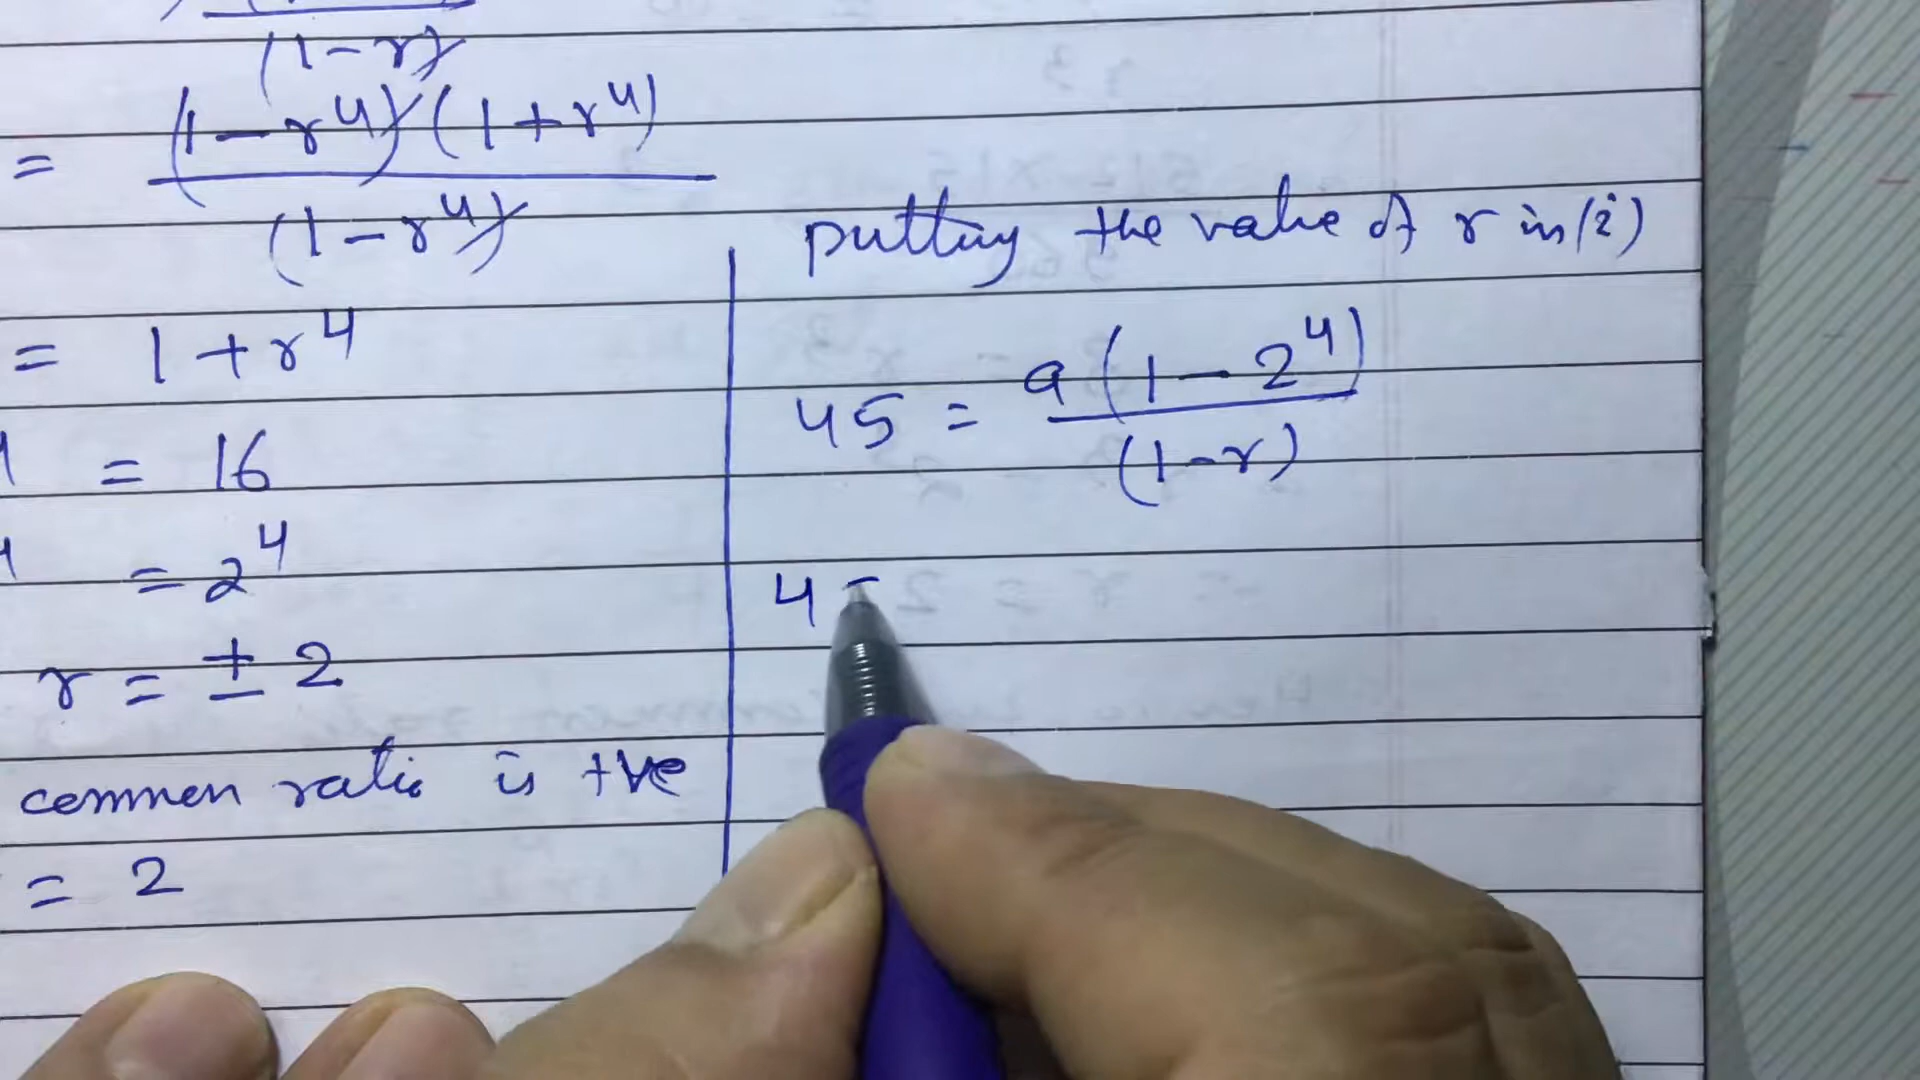 (1-r)
= (1-r⁴)(1+r⁴)
(1-r⁴)
= 1+r⁴
= 16
= 2⁴
r = ± 2
common ratio is +ve
= 2
putting the value of r in (i)
45 = a(1-2⁴)
(1-r)
4